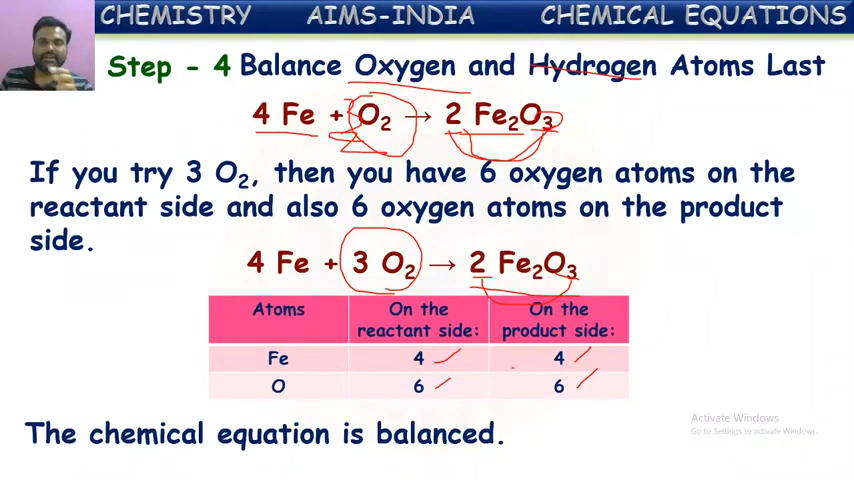 CHEMISTRY AIMS-INDIA CHEMICAL EQUATIONS
Step - 4 Balance Oxygen and Hydrogen Atoms Last
4 Fe + O₂ → 2 Fe₂O₃
If you try 3 O₂, then you have 6 oxygen atoms on the
reactant side and also 6 oxygen atoms on the product
side.
4 Fe + 3 O₂ → 2 Fe₂O₃
Atoms On the reactant side: On the product side:
Fe 4 4
O 6 6
The chemical equation is balanced.
Activate Windows
Go to Settings to activate Windows.